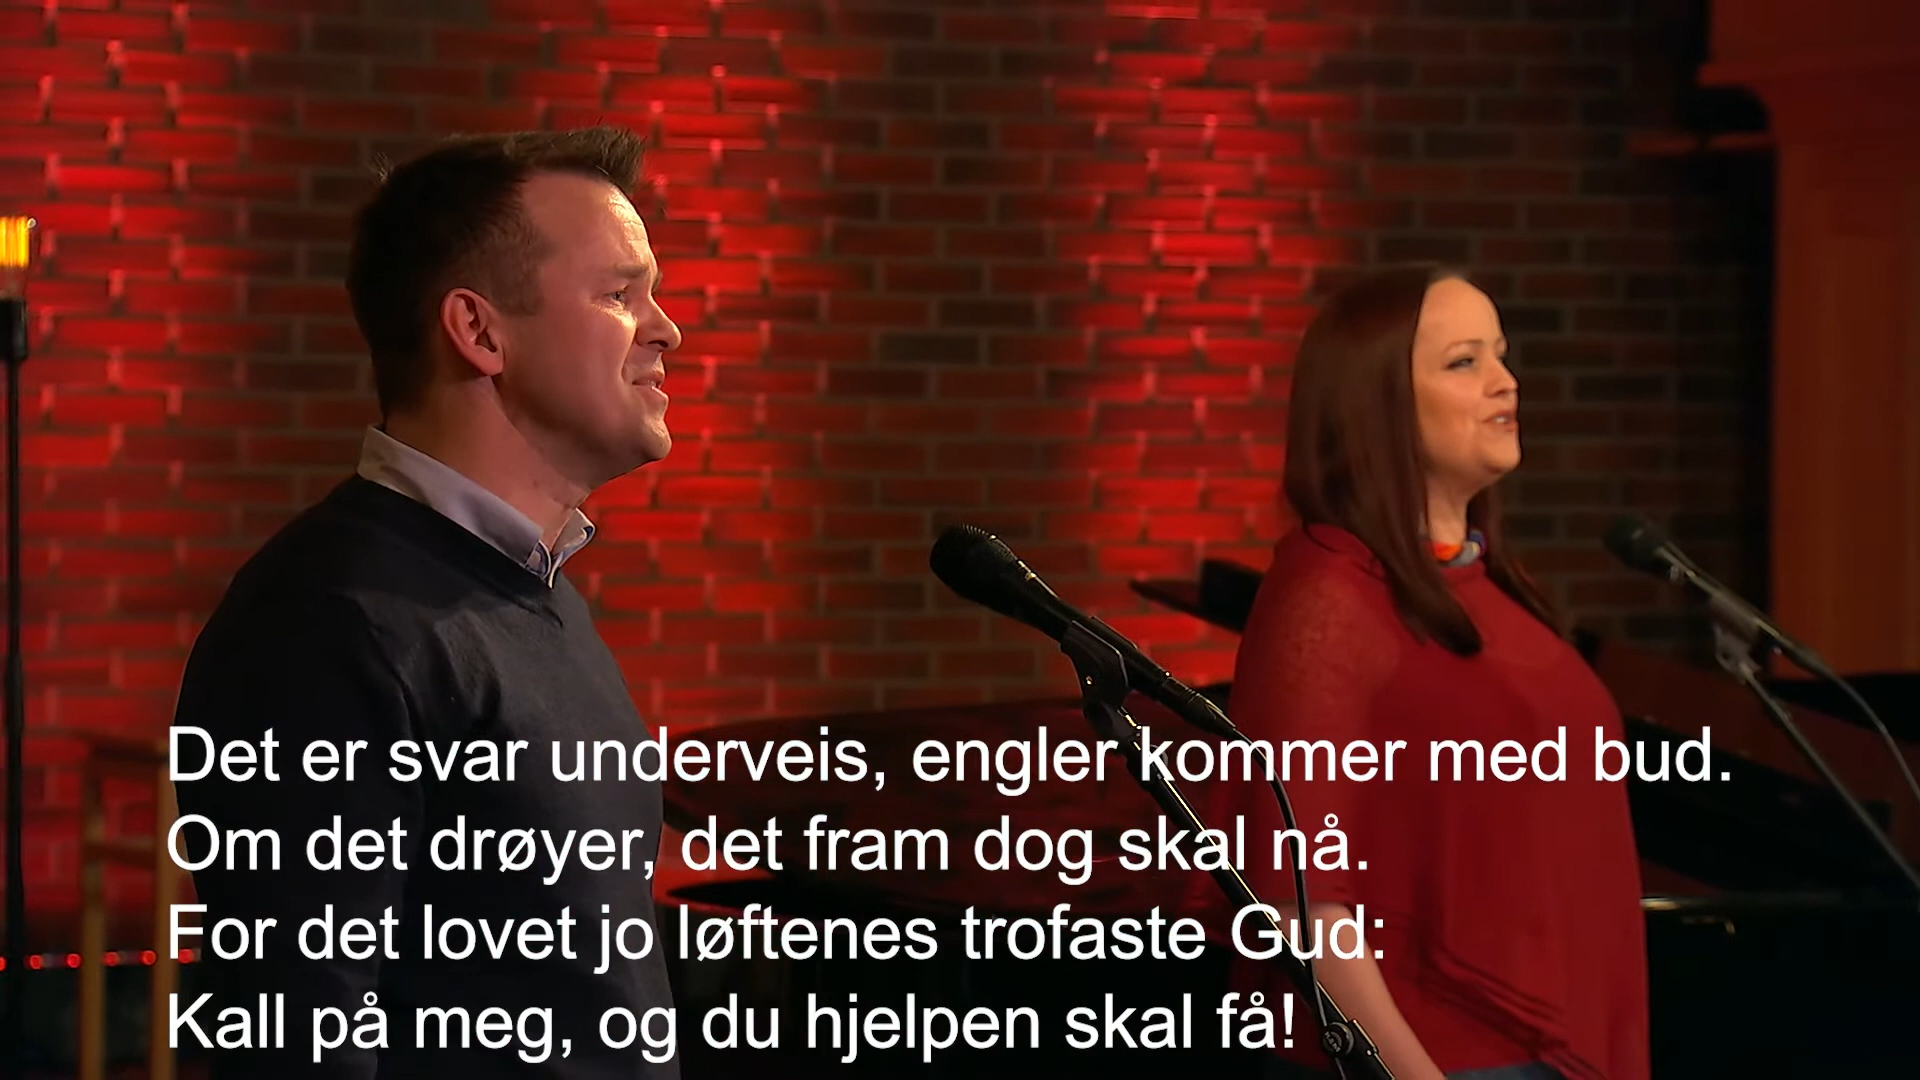 Det er svar underveis, engler kommer med bud.
Om det drøyer, det fram dog skal nå.
For det lovet jo løftenes trofaste Gud:
Kall på meg, og du hjelpen skal få!